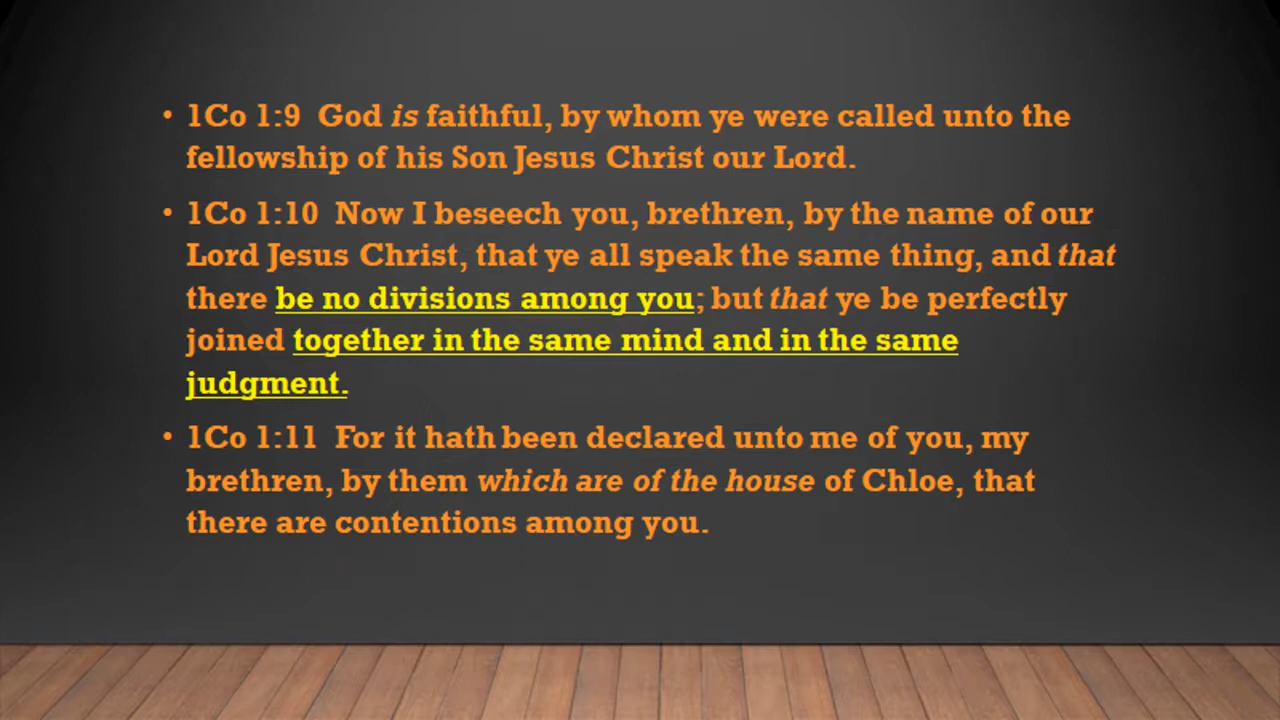 • 1Co 1:9  God is faithful, by whom ye were called unto the
fellowship of his Son Jesus Christ our Lord.
• 1Co 1:10  Now I beseech you, brethren, by the name of our
Lord Jesus Christ, that ye all speak the same thing, and that
there be no divisions among you; but that ye be perfectly
joined together in the same mind and in the same
judgment.
• 1Co 1:11  For it hath been declared unto me of you, my
brethren, by them which are of the house of Chloe, that
there are contentions among you.